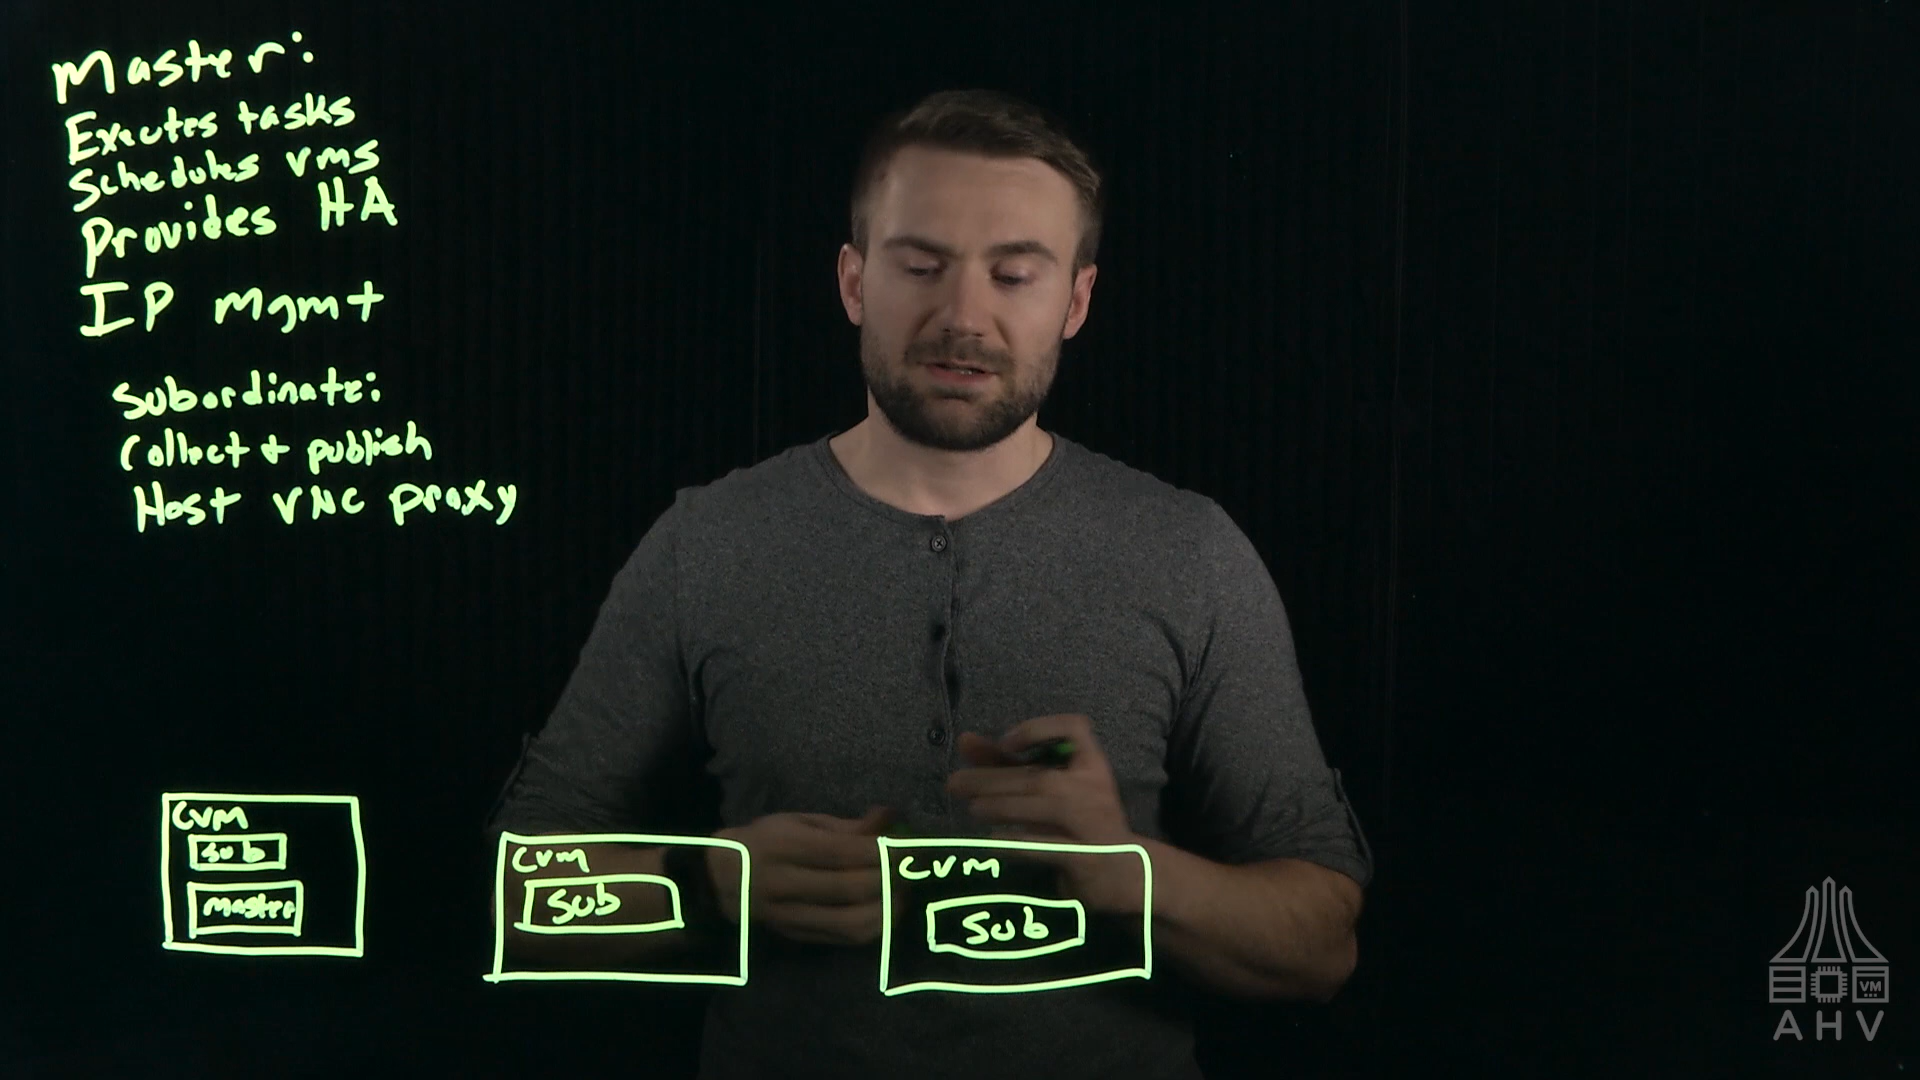 Master:
Executes tasks
Schedules vms
Provides HA
IP mgmt
Subordinate:
Collect + publish
Host VNC proxy
CVM
Sub
master
CVM
Sub
CVM
Sub
VM
AHV